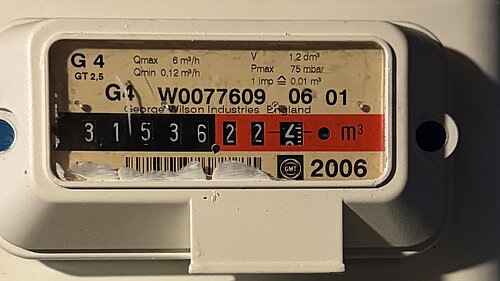 G 4
GT 2,5
Qmax 6 m³/h
Qmin 0,12 m³/h
V 1,2 dm³
Pmax 75 mbar
1 imp ≙ 0,01 m³
G4 W0077609 06 01
George Wilson Industries England
3 1 5 3 6 2 2 m³
GMT 2006